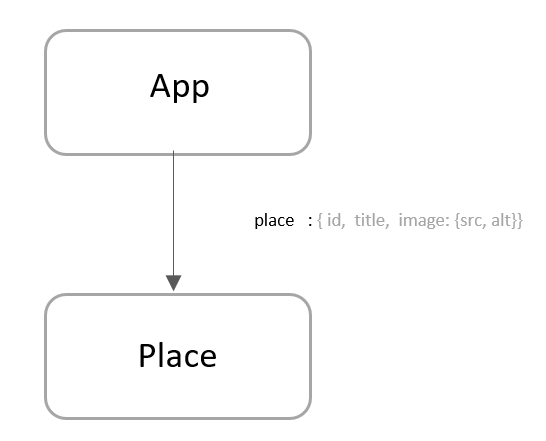 App
place : { id, title, image: {src, alt}}
Place